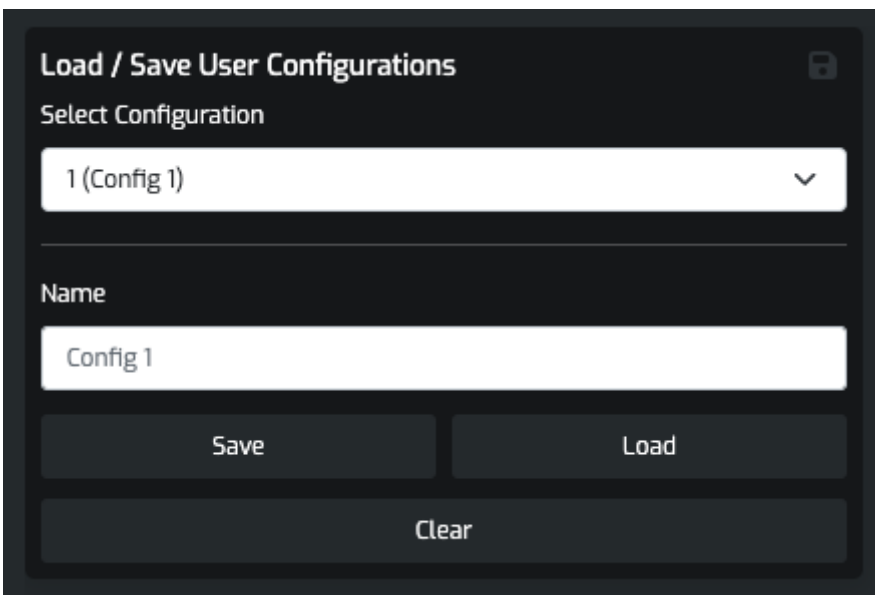 Load / Save User Configurations
Select Configuration
1 (Config 1)
Name
Config 1
Save Load
Clear